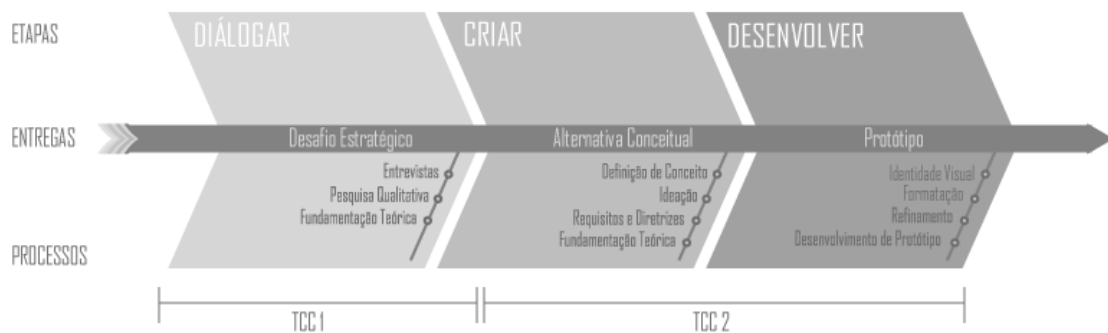 ETAPAS
DIÁLOGAR
CRIAR
DESENVOLVER
ENTREGAS
Desafio Estratégico
Alternativa Conceitual
Protótipo
PROCESSOS
Entrevistas
Pesquisa Qualitativa
Fundamentação Teórica
Definição de Conceito
Ideação
Requisitos e Diretrizes
Fundamentação Teórica
Identidade Visual
Formatação
Refinamento
Desenvolvimento de Protótipo
TCC 1
TCC 2